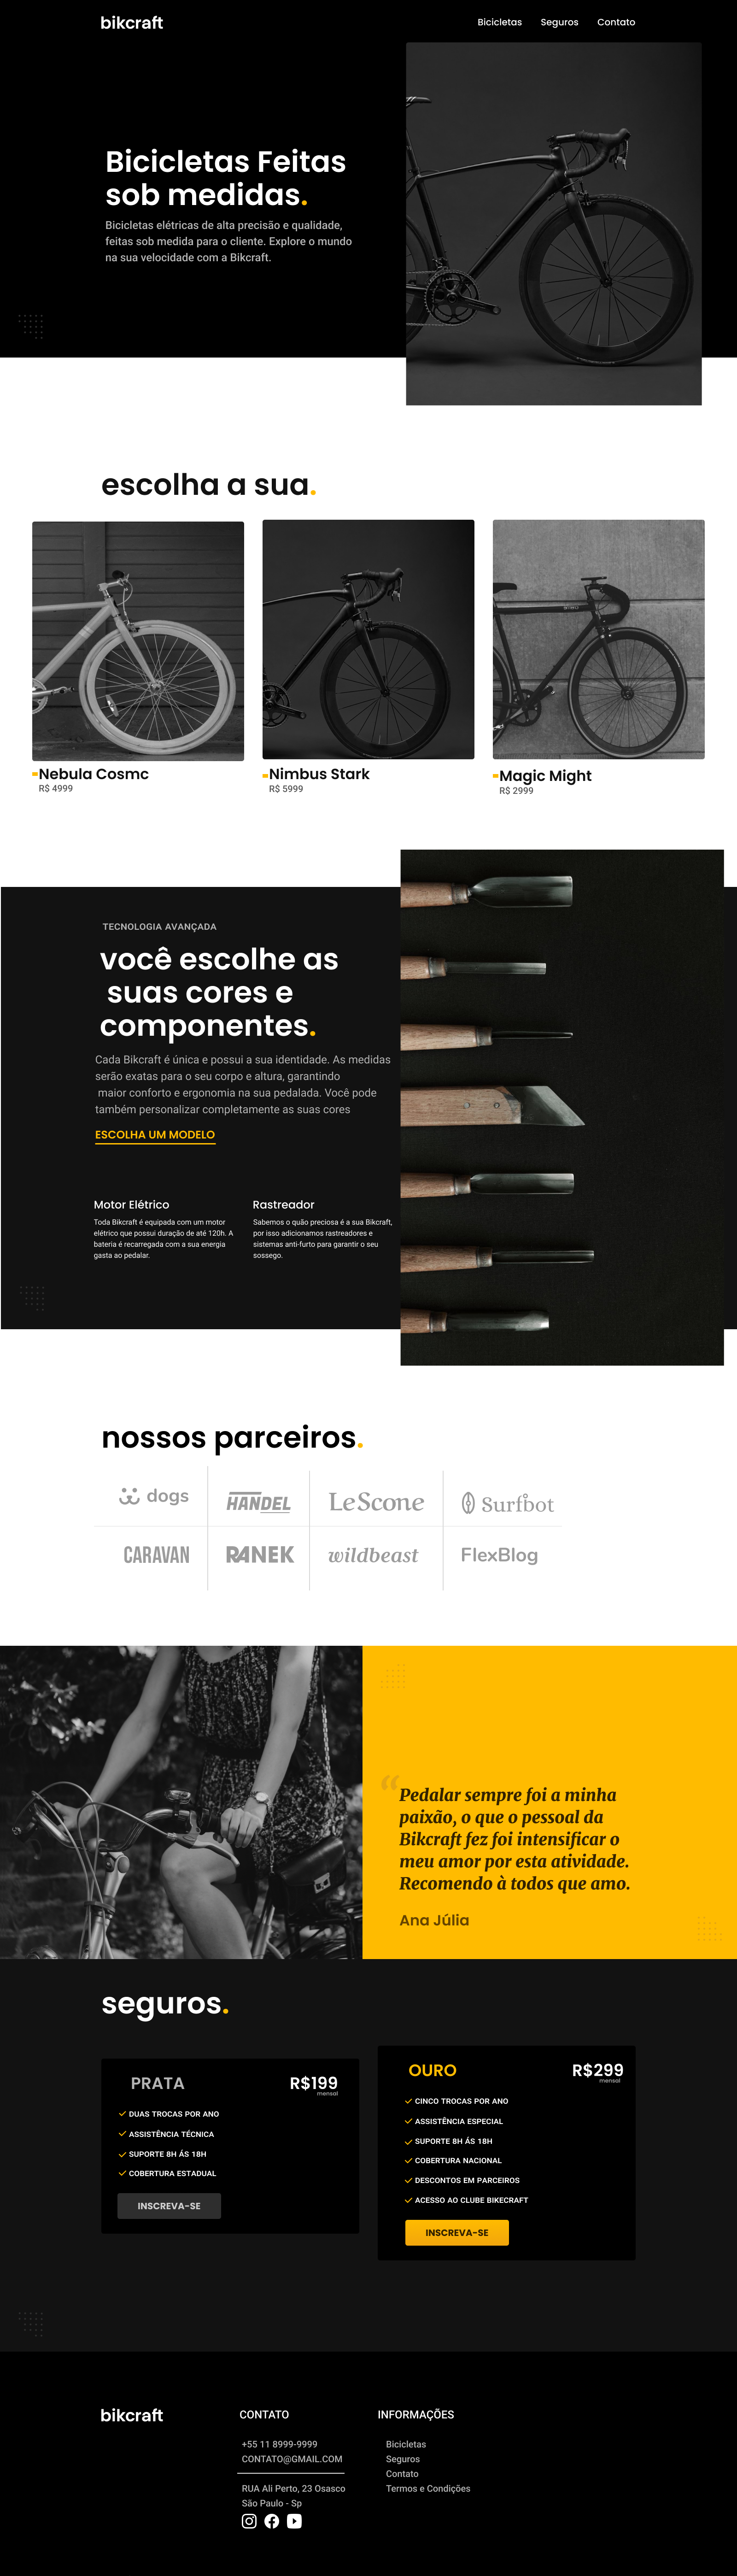 bikcraft
Bicicletas Seguros Contato
Bicicletas Feitas
sob medidas.
Bicicletas elétricas de alta precisão e qualidade,
feitas sob medida para o cliente. Explore o mundo
na sua velocidade com a Bikcraft.
escolha a sua.
Nebula Cosmc
R$ 4999
Nimbus Stark
R$ 5999
Magic Might
R$ 2999
TECNOLOGIA AVANÇADA
você escolhe as
suas cores e
componentes.
Cada Bikcraft é única e possui a sua identidade. As medidas
serão exatas para o seu corpo e altura, garantindo
maior conforto e ergonomia na sua pedalada. Você pode
também personalizar completamente as suas cores
ESCOLHA UM MODELO
Motor Elétrico
Toda Bikcraft é equipada com um motor
elétrico que possui duração de até 120h. A
bateria é recarregada com a sua energia
gasta ao pedalar.
Rastreador
Sabemos o quão preciosa é a sua Bikcraft,
por isso adicionamos rastreadores e
sistemas anti-furto para garantir o seu
sossego.
nossos parceiros.
dogs
HANDEL
LeScone
Surfbot
CARAVAN
RANEK
wildbeast
FlexBlog
“Pedalar sempre foi a minha
paixão, o que o pessoal da
Bikcraft fez foi intensificar o
meu amor por esta atividade.
Recomendo à todos que amo.
Ana Júlia
seguros.
PRATA
R$199
mensal
DUAS TROCAS POR ANO
ASSISTÊNCIA TÉCNICA
SUPORTE 8H ÁS 18H
COBERTURA ESTADUAL
INSCREVA-SE
OURO
R$299
mensal
CINCO TROCAS POR ANO
ASSISTÊNCIA ESPECIAL
SUPORTE 8H ÁS 18H
COBERTURA NACIONAL
DESCONTOS EM PARCEIROS
ACESSO AO CLUBE BIKECRAFT
INSCREVA-SE
bikcraft
CONTATO
+55 11 8999-9999
CONTATO@GMAIL.COM
RUA Ali Perto, 23 Osasco
São Paulo - Sp
INFORMAÇÕES
Bicicletas
Seguros
Contato
Termos e Condições